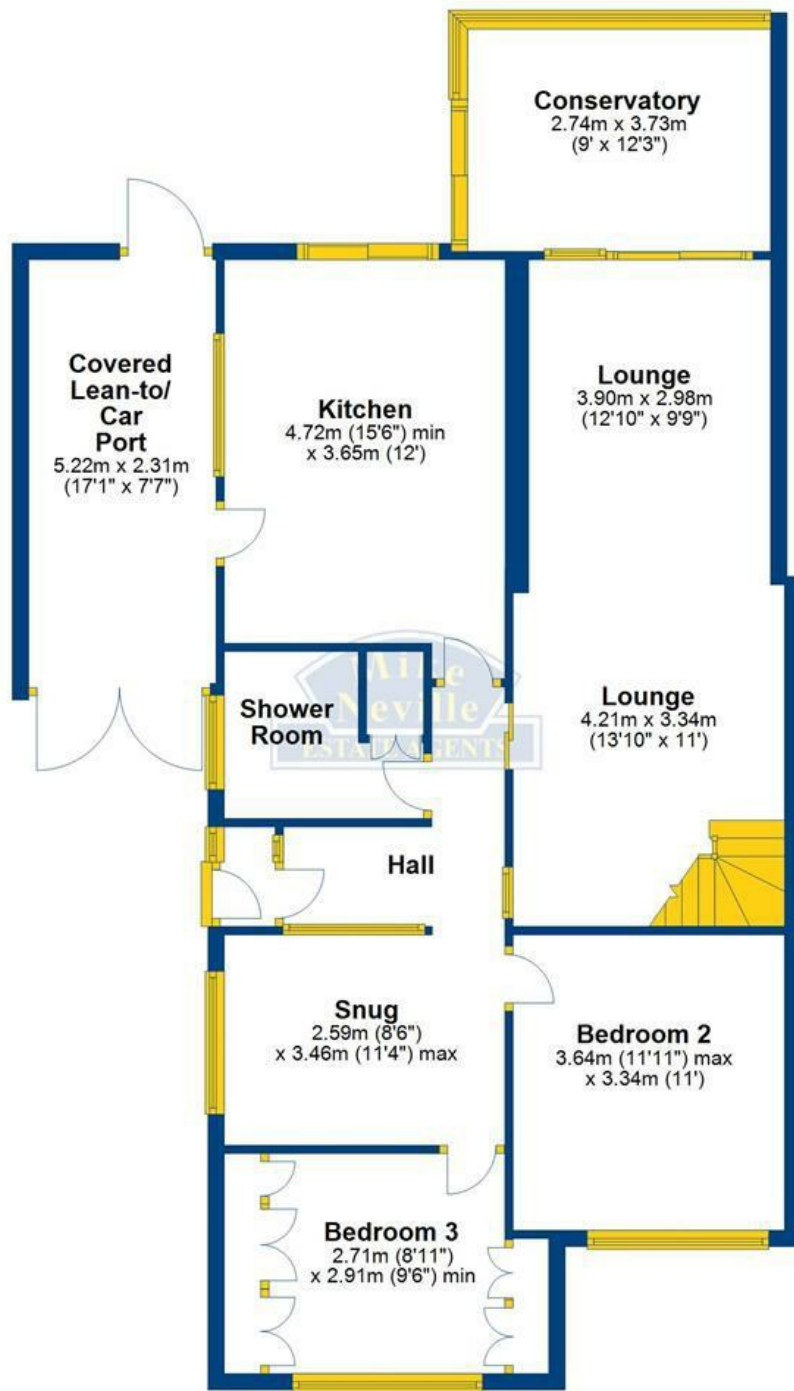 Conservatory
2.74m x 3.73m
(9' x 12'3")
Covered
Lean-to/
Car
Port
5.22m x 2.31m
(17'1" x 7'7")
Kitchen
4.72m (15'6") min
x 3.65m (12')
Lounge
3.90m x 2.98m
(12'10" x 9'9")
Mike
Neville
ESTATE AGENTS
Shower
Room
Lounge
4.21m x 3.34m
(13'10" x 11')
Hall
Snug
2.59m (8'6")
x 3.46m (11'4") max
Bedroom 2
3.64m (11'11") max
x 3.34m (11')
Bedroom 3
2.71m (8'11")
x 2.91m (9'6") min